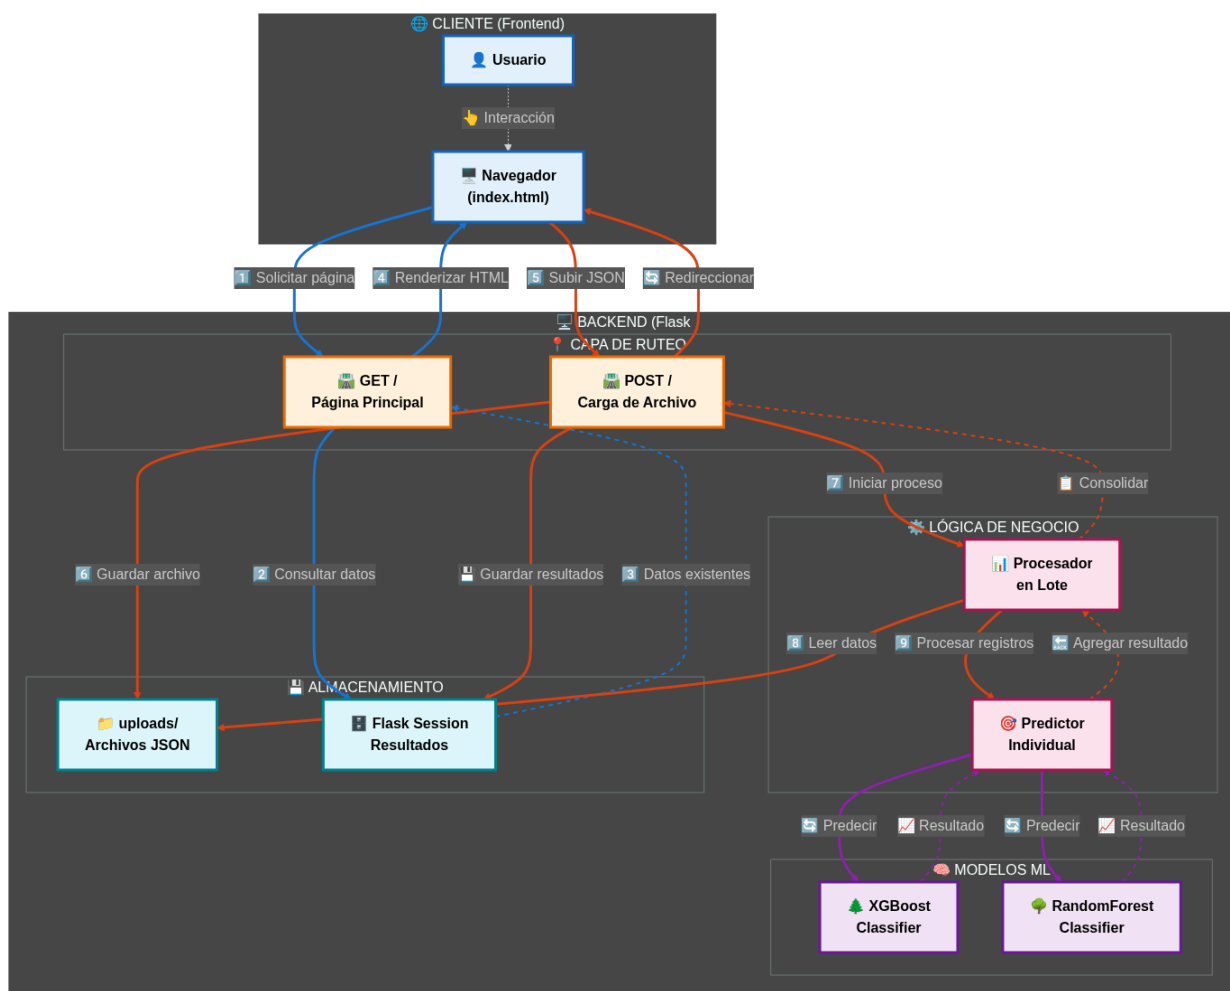 🌐 CLIENTE (Frontend)
👤 Usuario
👆 Interacción
🖥️ Navegador
(index.html)
1️⃣ Solicitar página
4️⃣ Renderizar HTML
5️⃣ Subir JSON
🔄 Redireccionar
🖥️ BACKEND (Flask
📍 CAPA DE RUTEO
🛣️ GET /
Página Principal
🛣️ POST /
Carga de Archivo
7️⃣ Iniciar proceso
📋 Consolidar
⚙️ LÓGICA DE NEGOCIO
📊 Procesador
en Lote
6️⃣ Guardar archivo
2️⃣ Consultar datos
💾 Guardar resultados
3️⃣ Datos existentes
8️⃣ Leer datos
9️⃣ Procesar registros
🔙 Agregar resultado
💾 ALMACENAMIENTO
📁 uploads/
Archivos JSON
🗄️ Flask Session
Resultados
🎯 Predictor
Individual
🔄 Predecir
📈 Resultado
🔄 Predecir
📈 Resultado
🧠 MODELOS ML
🌲 XGBoost
Classifier
🌳 RandomForest
Classifier